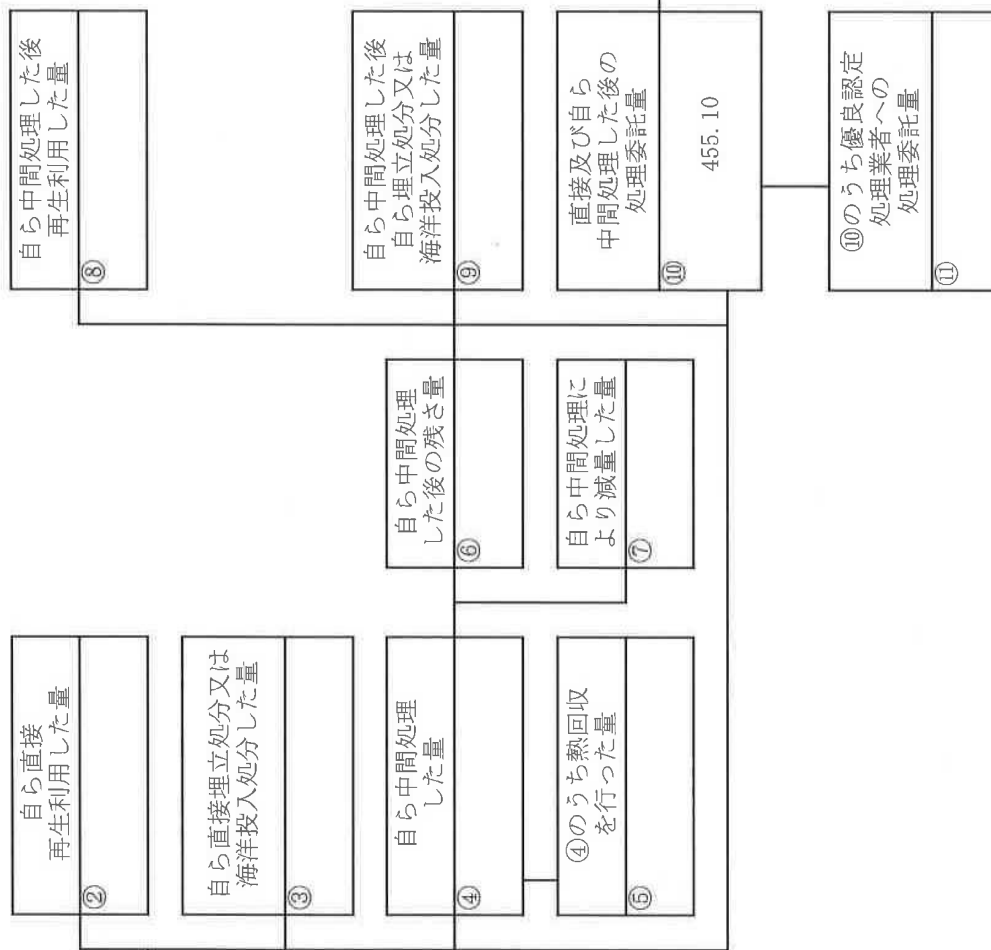 自ら直接
再生利用した量
②
自ら直接埋立処分又は
海洋投入処分した量
③
自ら中間処理
した量
④
④のうち熱回収
を行った量
⑤
自ら中間処理
した後の残さ量
⑥
自ら中間処理に
より減量した量
⑦
自ら中間処理した後
再生利用した量
⑧
自ら中間処理した後
自ら埋立処分又は
海洋投入処分した量
⑨
直接及び自ら
中間処理した後の
処理委託量
⑩
455.10
⑩のうち優良認定
処理業者への
処理委託量
⑪